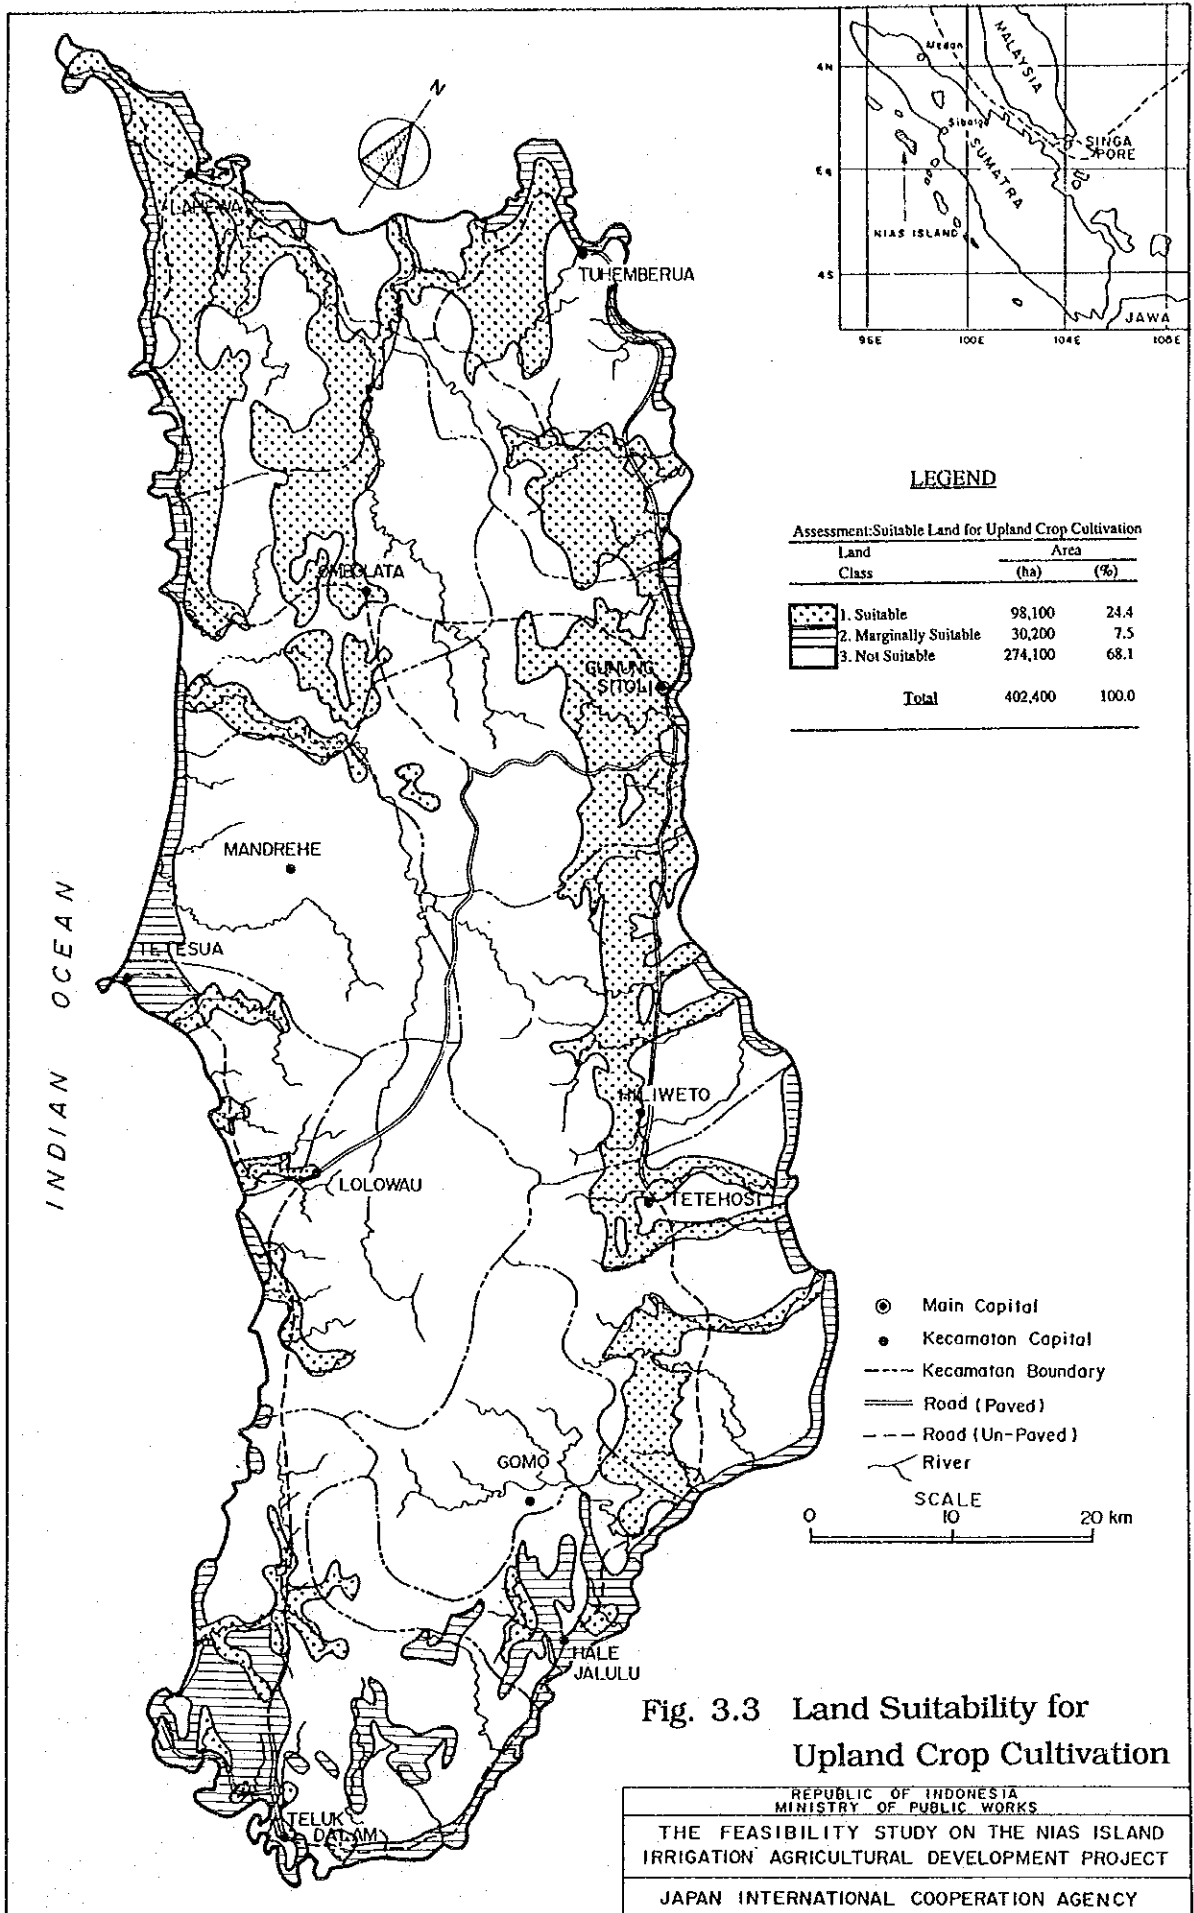 N
4N
Eq
4S
96E
100E
104E
108E
Medan
Sibolga
MALAYSIA
SINGA
PORE
SUMATRA
NIAS ISLAND
JAWA
LAHEWA
TUHEMBERUA
OMBOLATA
GUNUNG
SITOLI
MANDREHE
TETESUA
INDIAN OCEAN
HILIWETO
LOLOWAU
TETEHOSI
GOMO
HALE
JALULU
TELUK
DALAM
LEGEND
Assessment:Suitable Land for Upland Crop Cultivation
Land Area
Class (ha) (%)
1. Suitable 98,100 24.4
2. Marginally Suitable 30,200 7.5
3. Not Suitable 274,100 68.1
Total 402,400 100.0
Main Capital
Kecamatan Capital
Kecamatan Boundary
Road (Paved)
Road (Un-Paved)
River
SCALE
0 10 20 km
Fig. 3.3 Land Suitability for
Upland Crop Cultivation
REPUBLIC OF INDONESIA
MINISTRY OF PUBLIC WORKS
THE FEASIBILITY STUDY ON THE NIAS ISLAND
IRRIGATION AGRICULTURAL DEVELOPMENT PROJECT
JAPAN INTERNATIONAL COOPERATION AGENCY